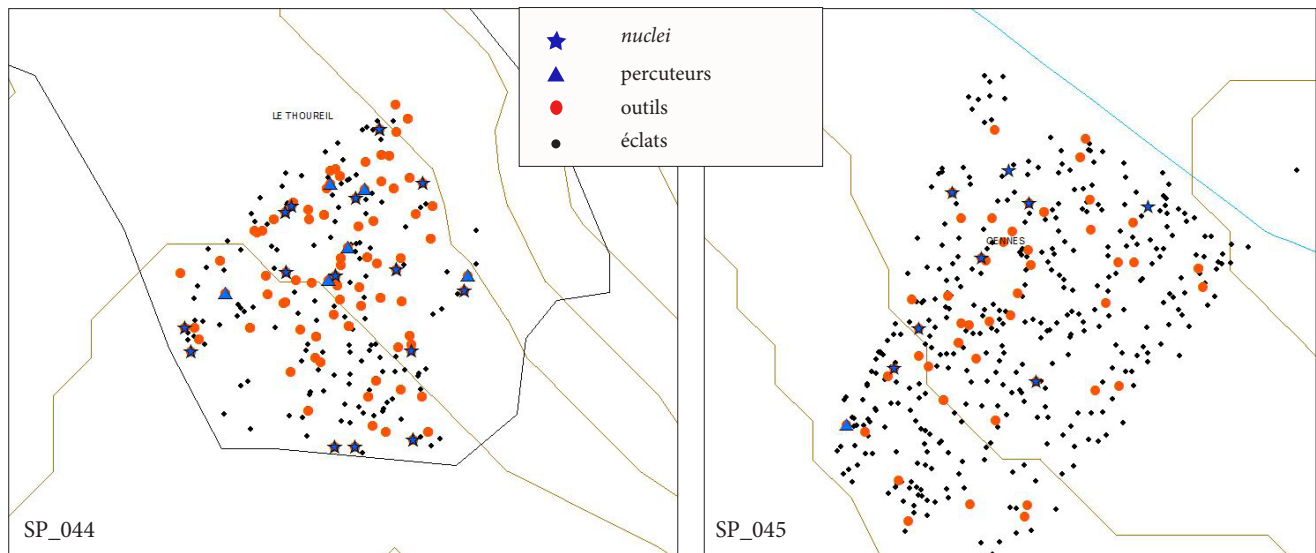 nuclei
percuteurs
outils
éclats
LE THOUREIL
GENNES
SP_044
SP_045